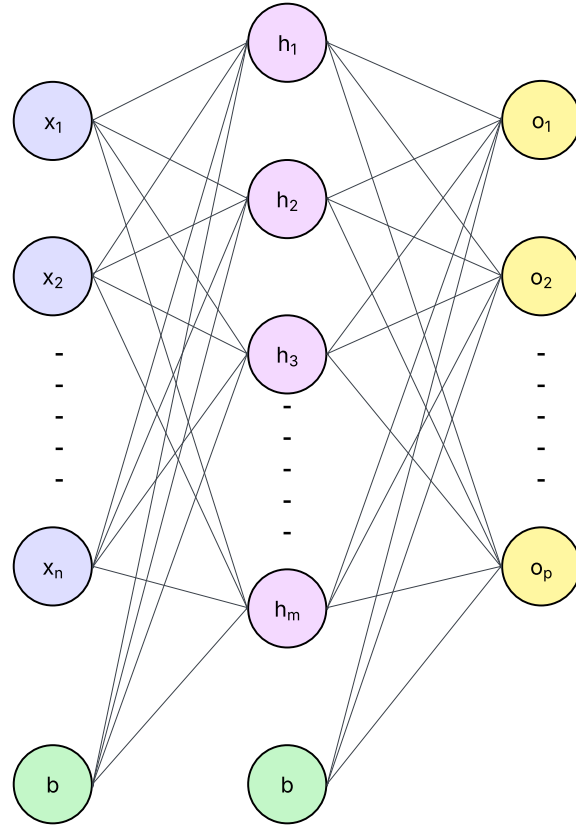 x₁
x₂
xₙ
b
h₁
h₂
h₃
hₘ
b
o₁
o₂
oₚ